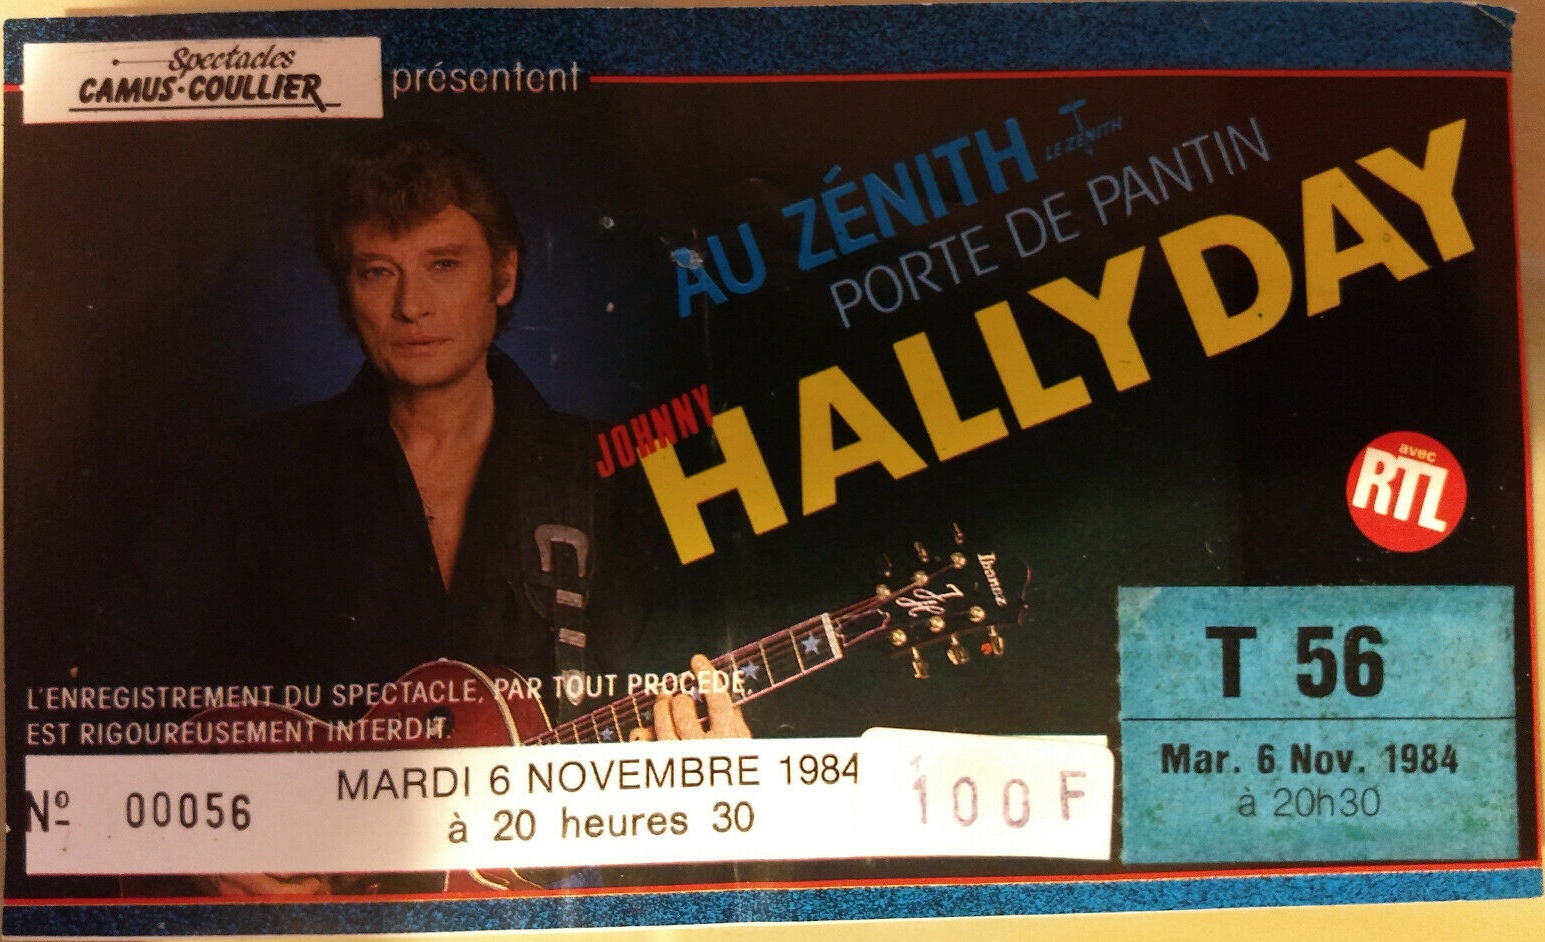 Spectacles
CAMUS·COULLIER
présentent
AU ZÉNITH
LE ZÉNITH
PORTE DE PANTIN
JOHNNY
HALLYDAY
avec
RTL
Ibanez
JH
L'ENREGISTREMENT DU SPECTACLE, PAR TOUT PROCÉDÉ,
EST RIGOUREUSEMENT INTERDIT.
Nº 00056
MARDI 6 NOVEMBRE 1984
à 20 heures 30
100 F
T 56
Mar. 6 Nov. 1984
à 20h30